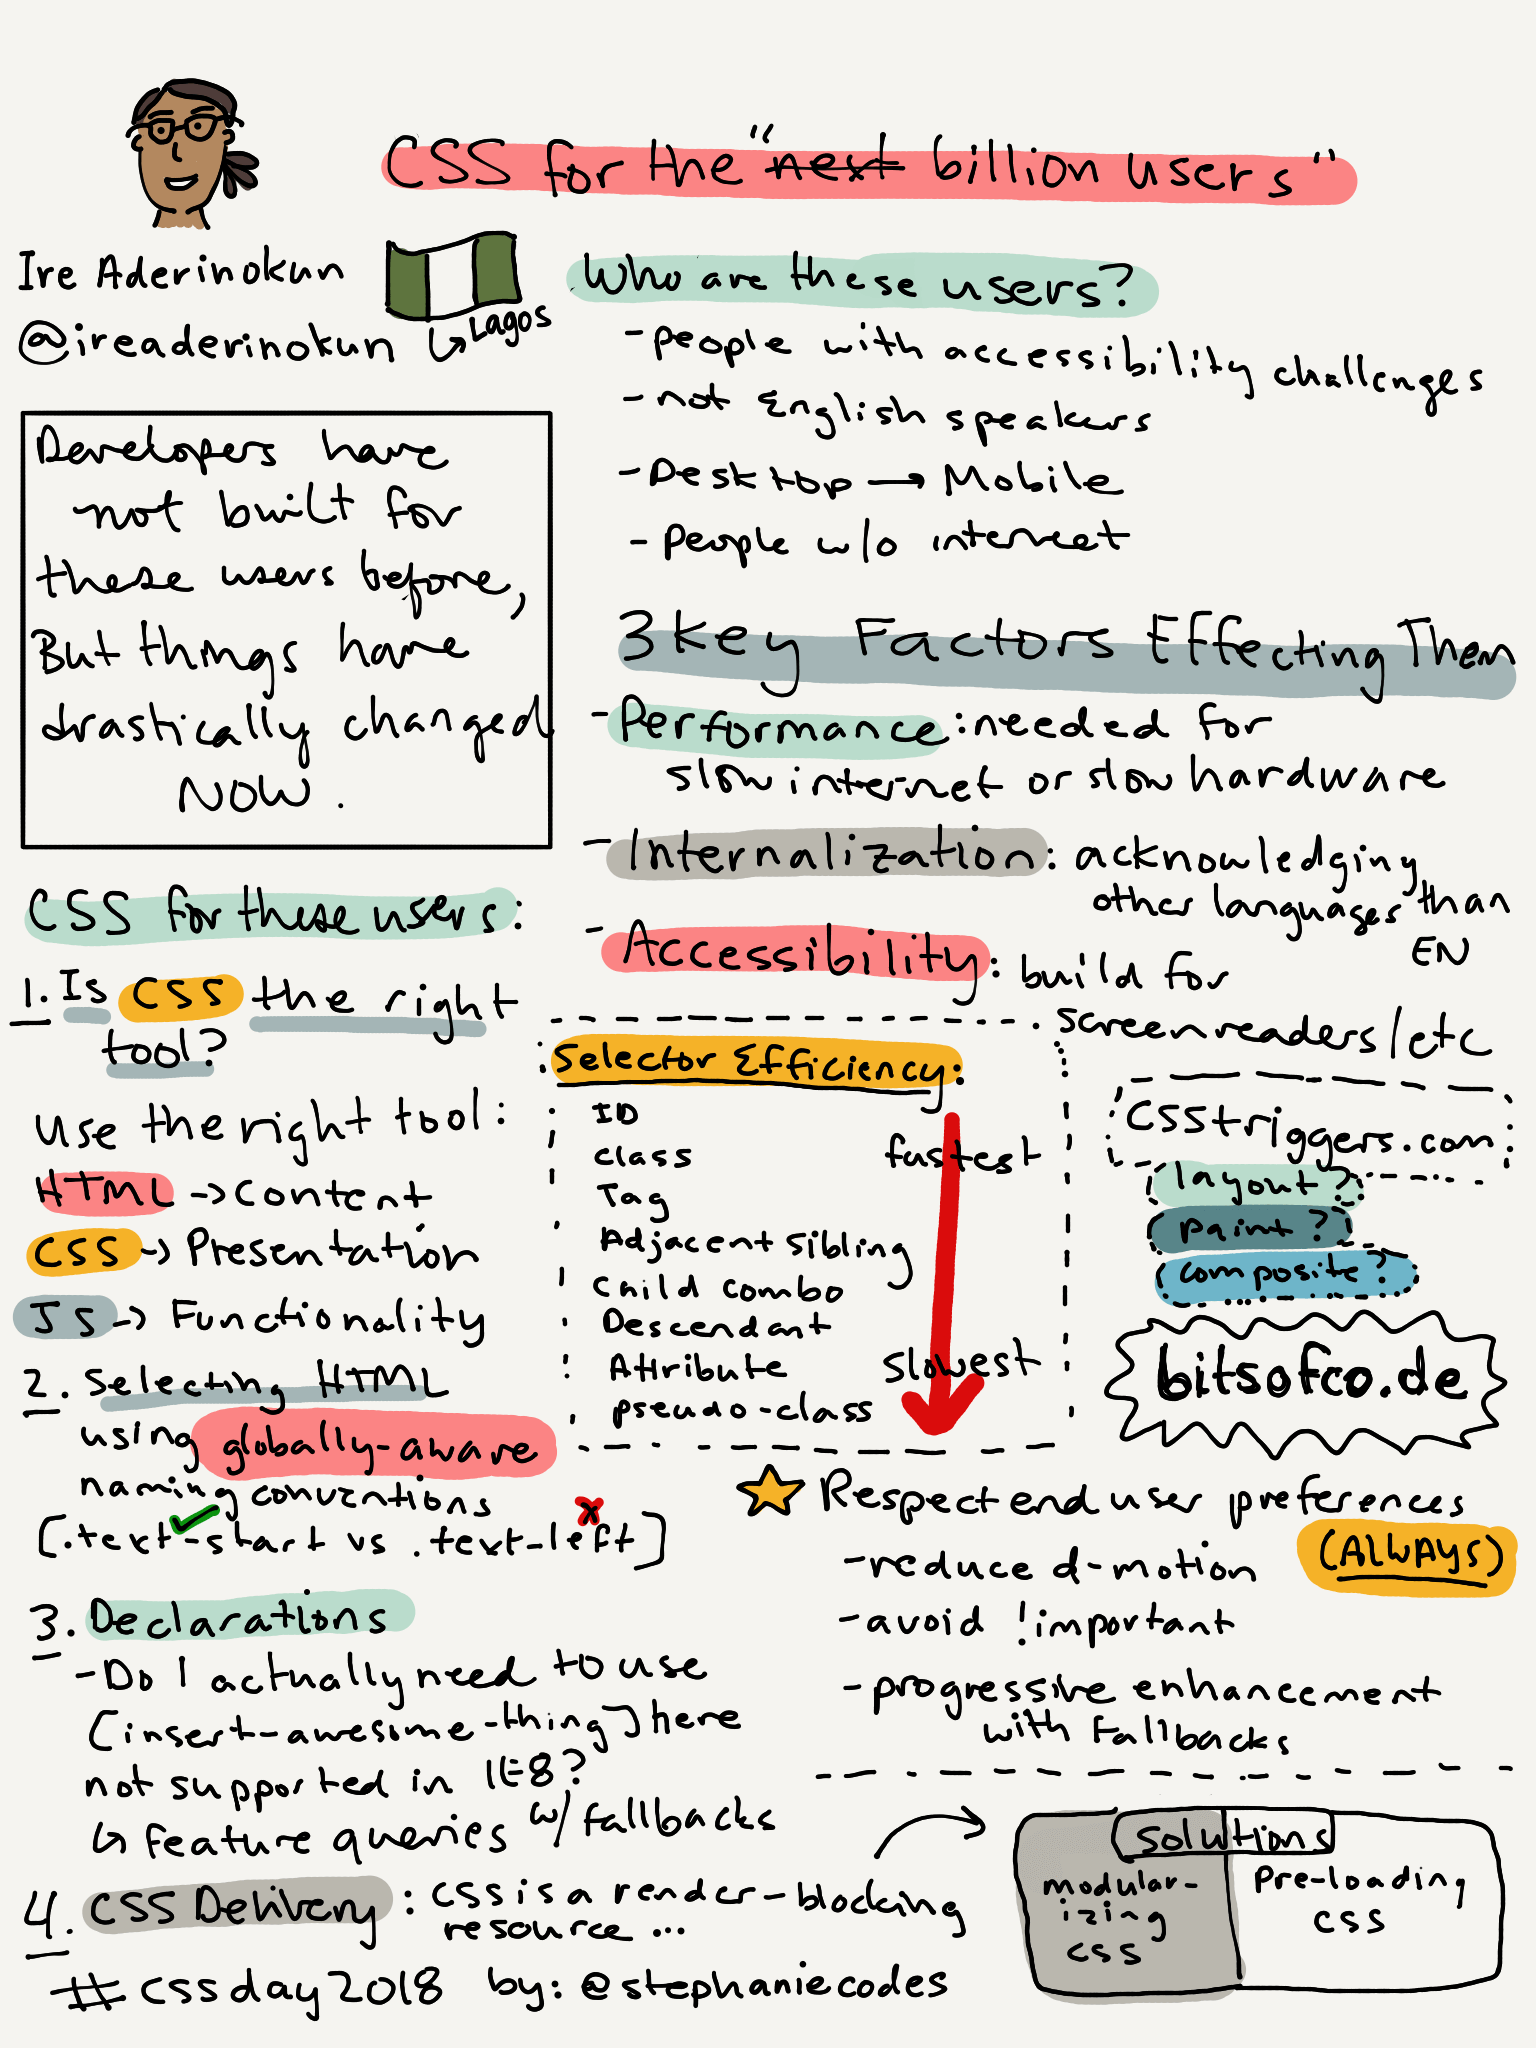 CSS for the "next billion users"
Ire Aderinokun
@ireaderinokun
Lagos
Developers have
not built for
these users before,
But things have
drastically changed
NOW.
Who are these users?
- people with accessibility challenges
- not English speakers
- Desktop → Mobile
- People w/o internet
3 Key Factors Effecting Them
- Performance: needed for
slow internet or slow hardware
- Internalization: acknowledging
other languages than
EN
- Accessibility: build for
screenreaders/etc
CSS for these users:
1. Is CSS the right
tool?
Use the right tool:
HTML -> Content
CSS -> Presentation
JS -> Functionality
2. Selecting HTML
using globally-aware
naming conventions
[.text-start vs .text-left]
3. Declarations
- Do I actually need to use
[insert-awesome-thing] here
not supported in IE8?
↳ feature queries w/ fallbacks
4. CSS Delivery: CSS is a render-blocking
resource...
Selector Efficiency:
ID
class
fastest
Tag
Adjacent Sibling
Child combo
Descendant
Attribute
slowest
pseudo-class
CSStriggers.com
layout?
paint?
composite?
bitsofco.de
Respect end user preferences
(ALWAYS)
- reduce d-motion
- avoid !important
- progressive enhancement
with Fallbacks
solutions
modular-
izing
css
Pre-loading
CSS
#cssday2018 by: @stephaniecodes